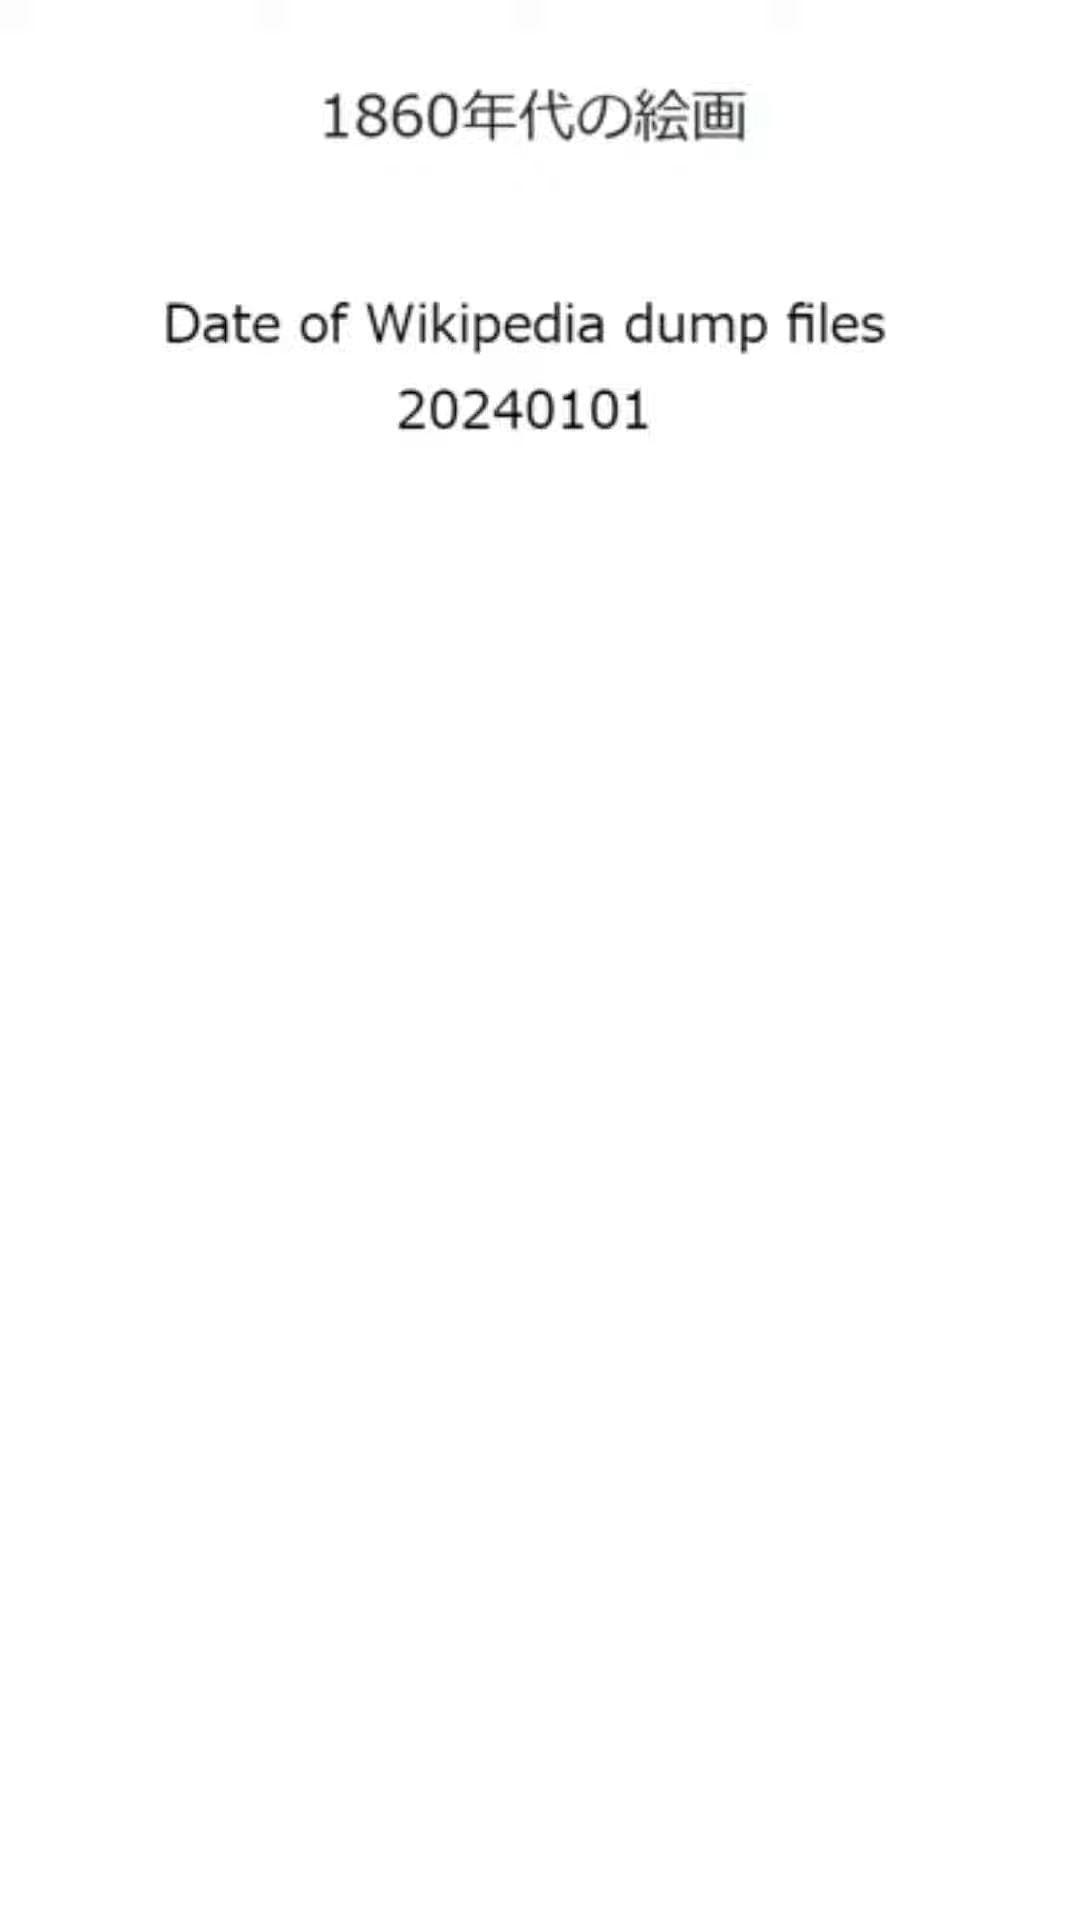 1860年代の絵画
Date of Wikipedia dump files
20240101